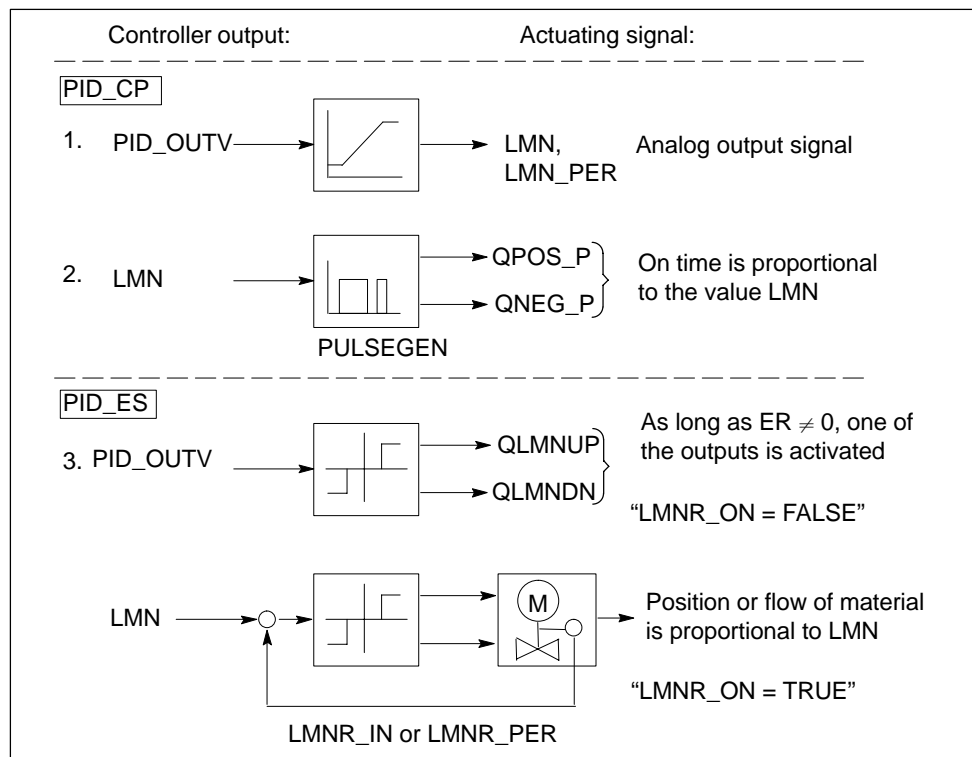 Controller output:
Actuating signal:
PID_CP
1. PID_OUTV
LMN,
LMN_PER
Analog output signal
2. LMN
QPOS_P
QNEG_P
On time is proportional
to the value LMN
PULSEGEN
PID_ES
3. PID_OUTV
QLMNUP
QLMNDN
As long as ER ≠ 0, one of
the outputs is activated
“LMNR_ON = FALSE”
LMN
M
Position or flow of material
is proportional to LMN
“LMNR_ON = TRUE”
LMNR_IN or LMNR_PER